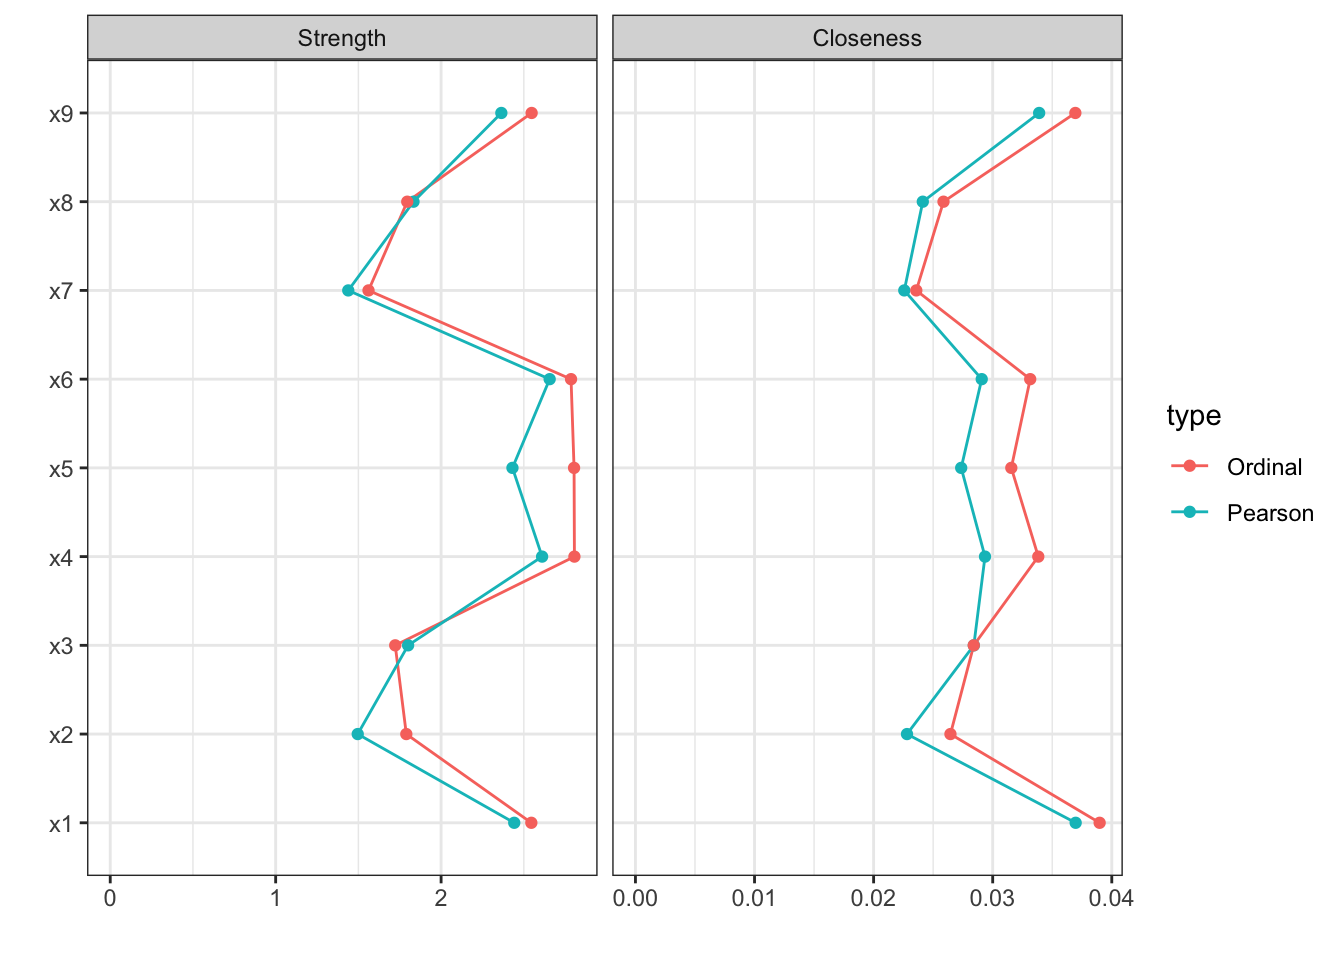 Strength
Closeness
x9
x8
x7
x6
x5
x4
x3
x2
x1
0 1 2
0.00 0.01 0.02 0.03 0.04
type
Ordinal
Pearson